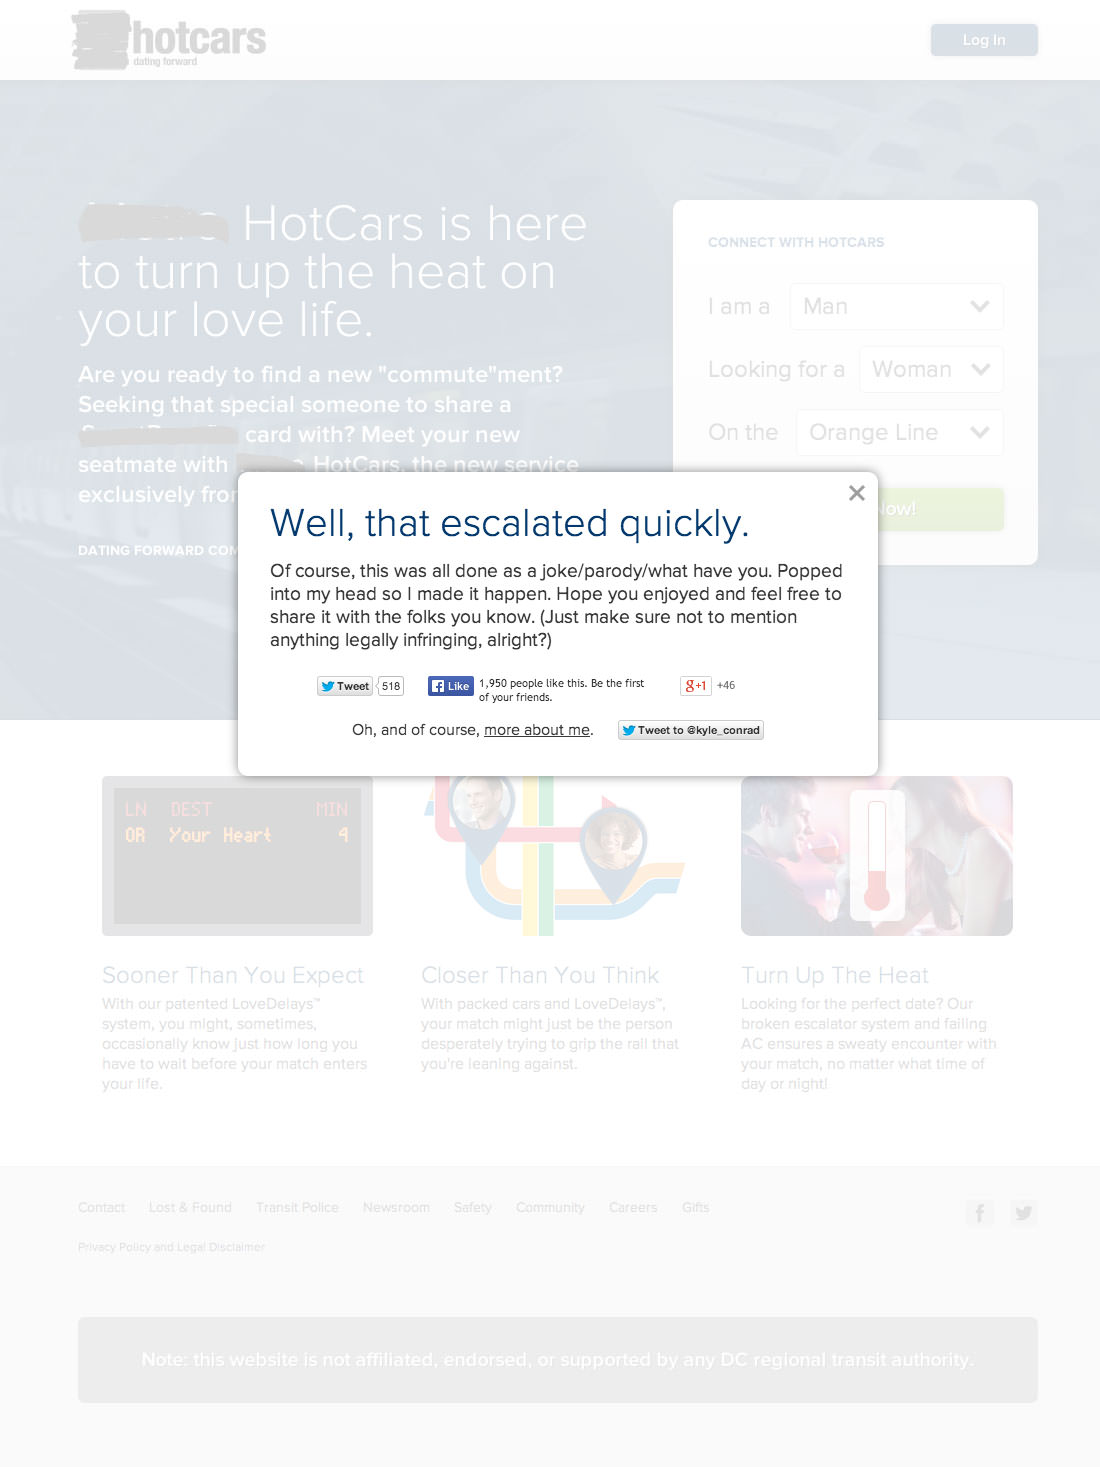 hotcars
dating forward
Log In
HotCars is here
to turn up the heat on
your love life.
Are you ready to find a new "commute"ment?
Seeking that special someone to share a
card with? Meet your new
seatmate with HotCars, the new service
exclusively from
DATING FORWARD
CONNECT WITH HOTCARS
I am a Man
Looking for a Woman
On the Orange Line
Now!
Well, that escalated quickly.
Of course, this was all done as a joke/parody/what have you. Popped
into my head so I made it happen. Hope you enjoyed and feel free to
share it with the folks you know. (Just make sure not to mention
anything legally infringing, alright?)
Tweet 518
Like 1,950 people like this. Be the first
of your friends.
g+1 +46
Oh, and of course, more about me.
Tweet to @kyle_conrad
LN DEST MIN
OR Your Heart 4
Sooner Than You Expect
With our patented LoveDelays™
system, you might, sometimes,
occasionally know just how long you
have to wait before your match enters
your life.
Closer Than You Think
With packed cars and LoveDelays™,
your match might just be the person
desperately trying to grip the rail that
you're leaning against.
Turn Up The Heat
Looking for the perfect date? Our
broken escalator system and failing
AC ensures a sweaty encounter with
your match, no matter what time of
day or night!
Contact Lost & Found Transit Police Newsroom Safety Community Careers Gifts
Privacy Policy and Legal Disclaimer
Note: this website is not affiliated, endorsed, or supported by any DC regional transit authority.